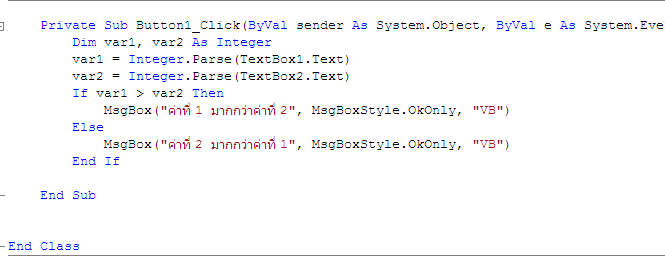 Private Sub Button1_Click(ByVal sender As System.Object, ByVal e As System.Eve
Dim var1, var2 As Integer
var1 = Integer.Parse(TextBox1.Text)
var2 = Integer.Parse(TextBox2.Text)
If var1 > var2 Then
MsgBox("ค่าที่ 1 มากกว่าค่าที่ 2", MsgBoxStyle.OkOnly, "VB")
Else
MsgBox("ค่าที่ 2 มากกว่าค่าที่ 1", MsgBoxStyle.OkOnly, "VB")
End If
End Sub
End Class